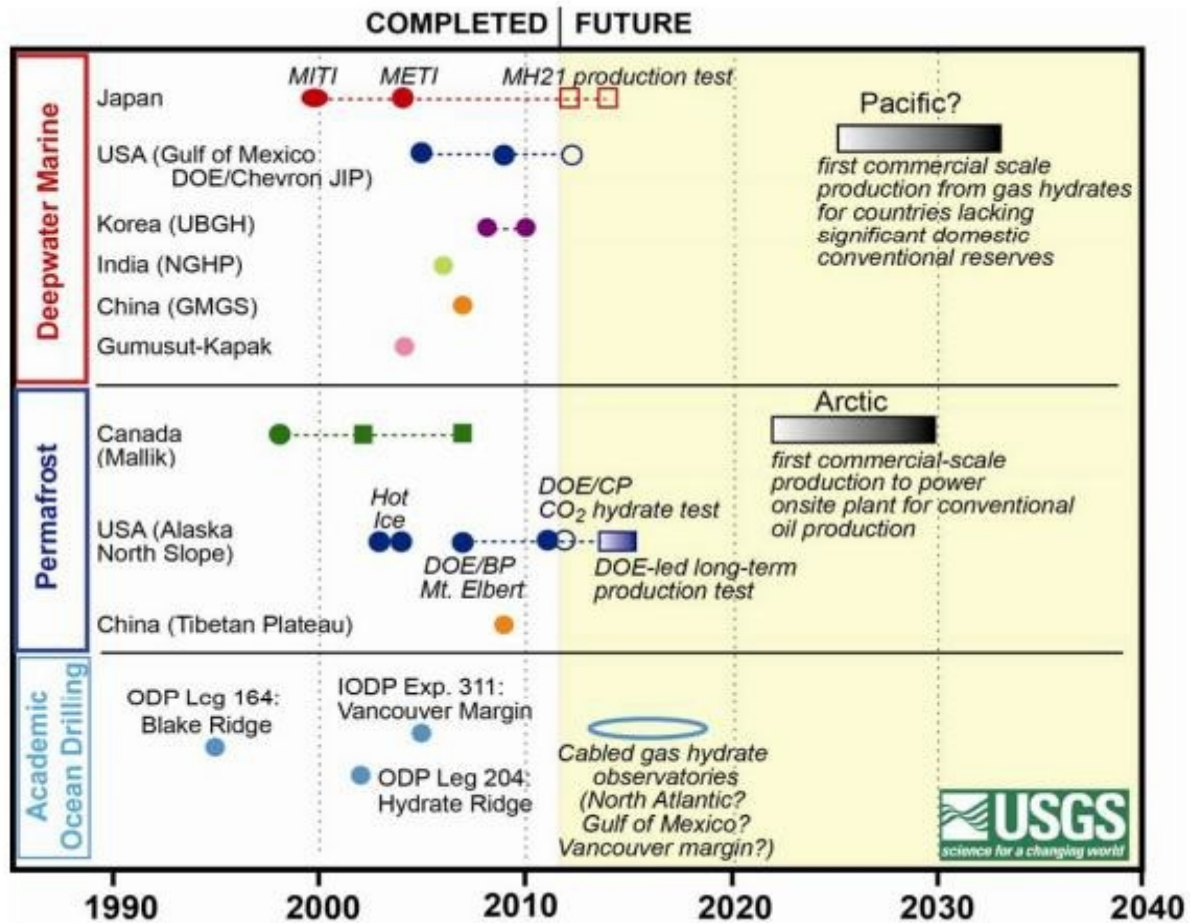 COMPLETED | FUTURE
Deepwater Marine
MITI
METI
MH21 production test
Japan
Pacific?
USA (Gulf of Mexico
DOE/Chevron JIP)
first commercial scale
production from gas hydrates
for countries lacking
significant domestic
conventional reserves
Korea (UBGH)
India (NGHP)
China (GMGS)
Gumusut-Kapak
Permafrost
Arctic
Canada
(Mallik)
first commercial-scale
production to power
onsite plant for conventional
oil production
Hot
Ice
DOE/CP
CO2 hydrate test
USA (Alaska
North Slope)
DOE/BP
Mt. Elbert
DOE-led long-term
production test
China (Tibetan Plateau)
Academic
Ocean Drilling
ODP Leg 164:
Blake Ridge
IODP Exp. 311:
Vancouver Margin
ODP Leg 204:
Hydrate Ridge
Cabled gas hydrate
observatories
(North Atlantic?
Gulf of Mexico?
Vancouver margin?)
USGS
science for a changing world
1990 2000 2010 2020 2030 2040